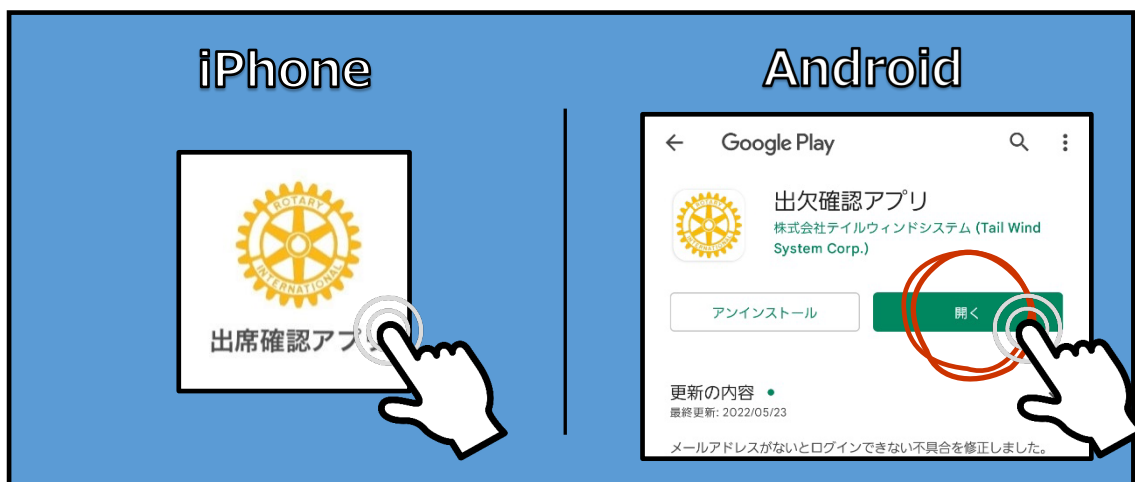 iPhone
Android
ROTARY
INTERNATIONAL
出席確認アプ
Google Play
ROTARY
INTERNATIONAL
出欠確認アプリ
株式会社テイルウィンドシステム (Tail Wind
System Corp.)
アンインストール
開く
更新の内容
最終更新: 2022/05/23
メールアドレスがないとログインできない不具合を修正しました。